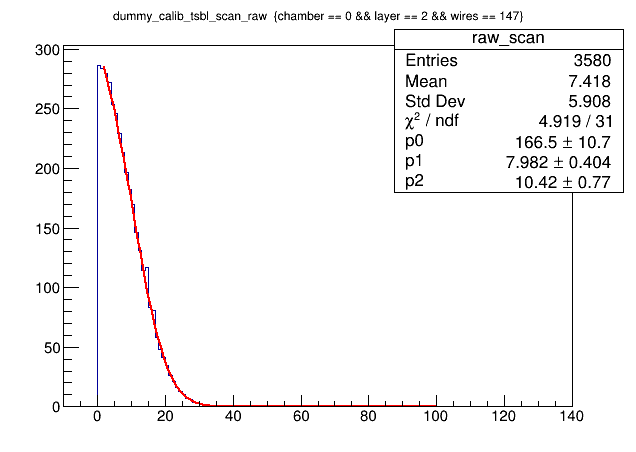 dummy_calib_tsbl_scan_raw {chamber == 0 && layer == 2 && wires == 147}
raw_scan
Entries 3580
Mean 7.418
Std Dev 5.908
χ² / ndf 4.919 / 31
p0 166.5 ± 10.7
p1 7.982 ± 0.404
p2 10.42 ± 0.77
300
250
200
150
100
50
0
0 20 40 60 80 100 120 140